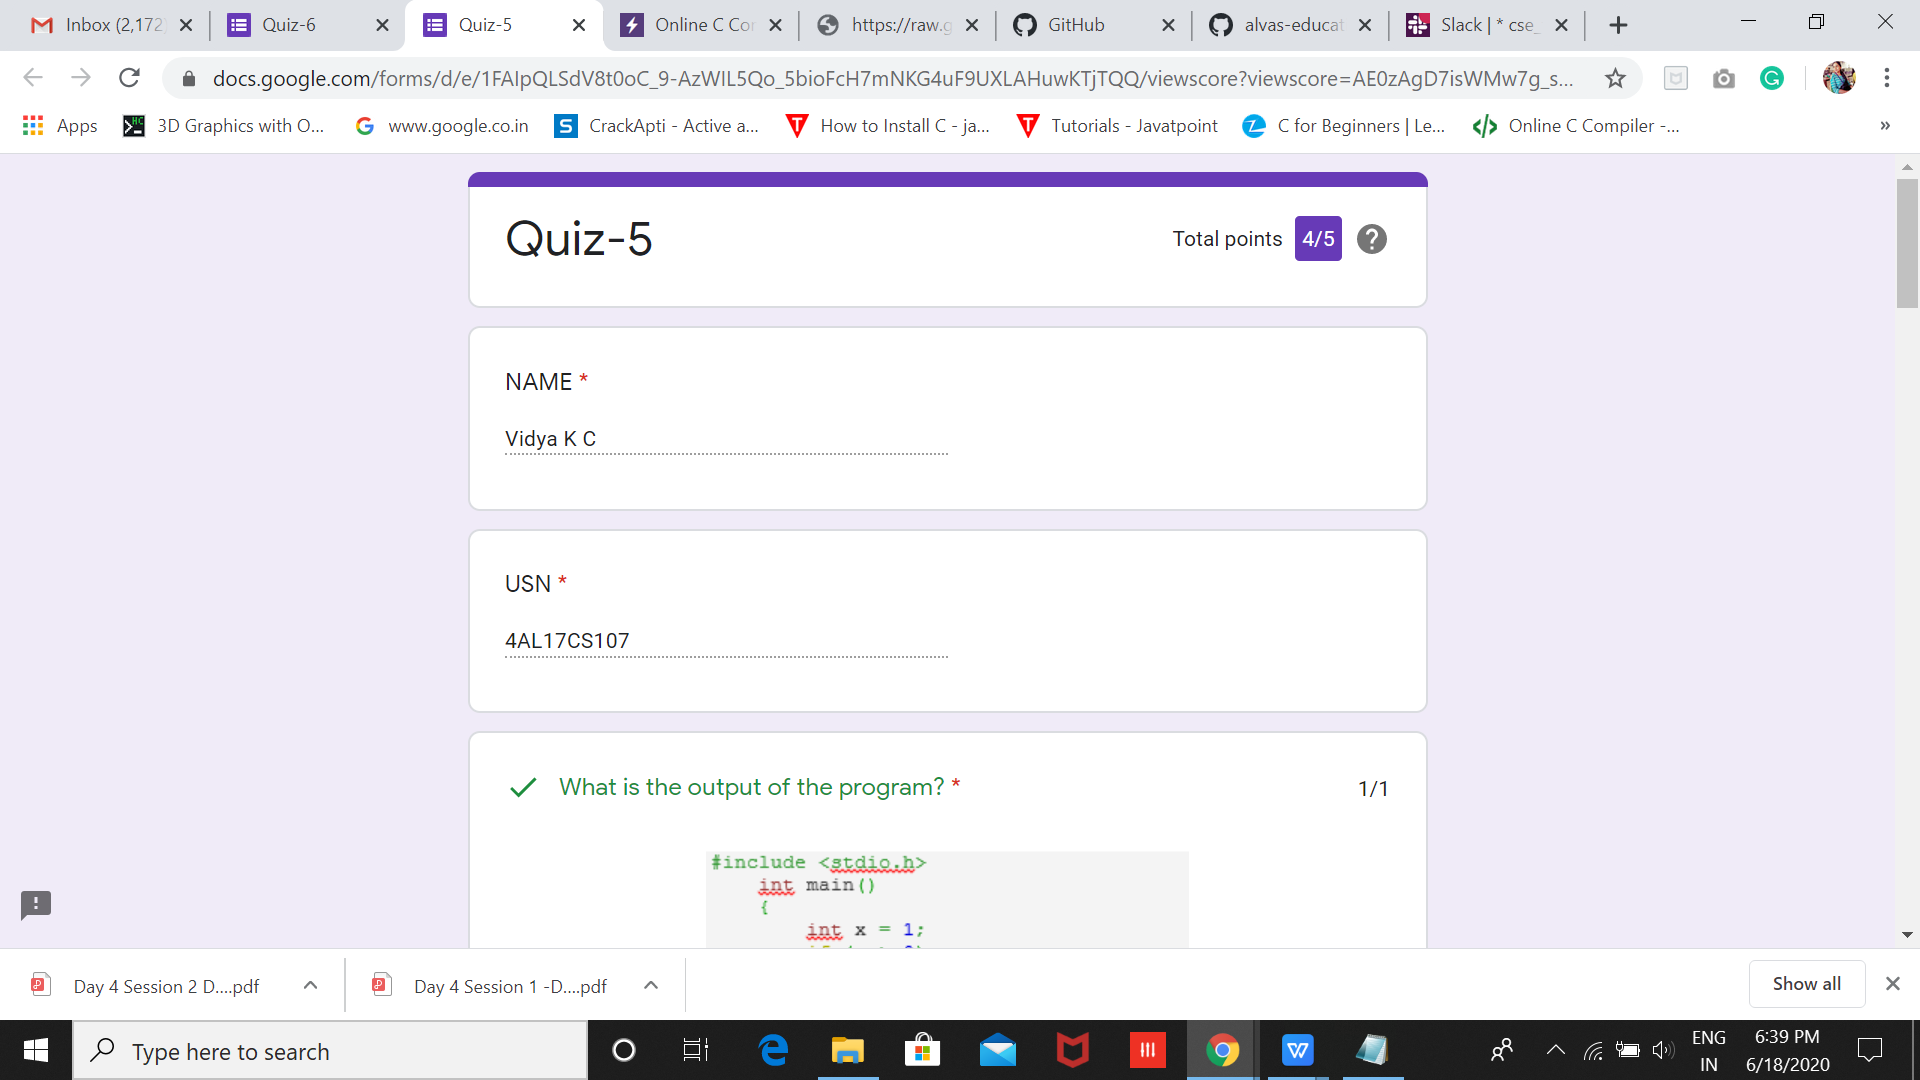 Inbox (2,172
Quiz-6
Quiz-5
Online C Cor
https://raw.g
GitHub
alvas-educat
Slack | * cse_
docs.google.com/forms/d/e/1FAIpQLSdV8t0oC_9-AzWIL5Qo_5bioFcH7mNKG4uF9UXLAHuwKTjTQQ/viewscore?viewscore=AE0zAgD7isWMw7g_s...
Apps
3D Graphics with O...
www.google.co.in
CrackApti - Active a...
How to Install C - ja...
Tutorials - Javatpoint
C for Beginners | Le...
Online C Compiler -...
»
Quiz-5
Total points 4/5
NAME *
Vidya K C
USN *
4AL17CS107
What is the output of the program? *
1/1
#include <stdio.h>
int main()
{
int x = 1;
Day 4 Session 2 D....pdf
Day 4 Session 1 -D....pdf
Show all
Type here to search
ENG
IN
6:39 PM
6/18/2020